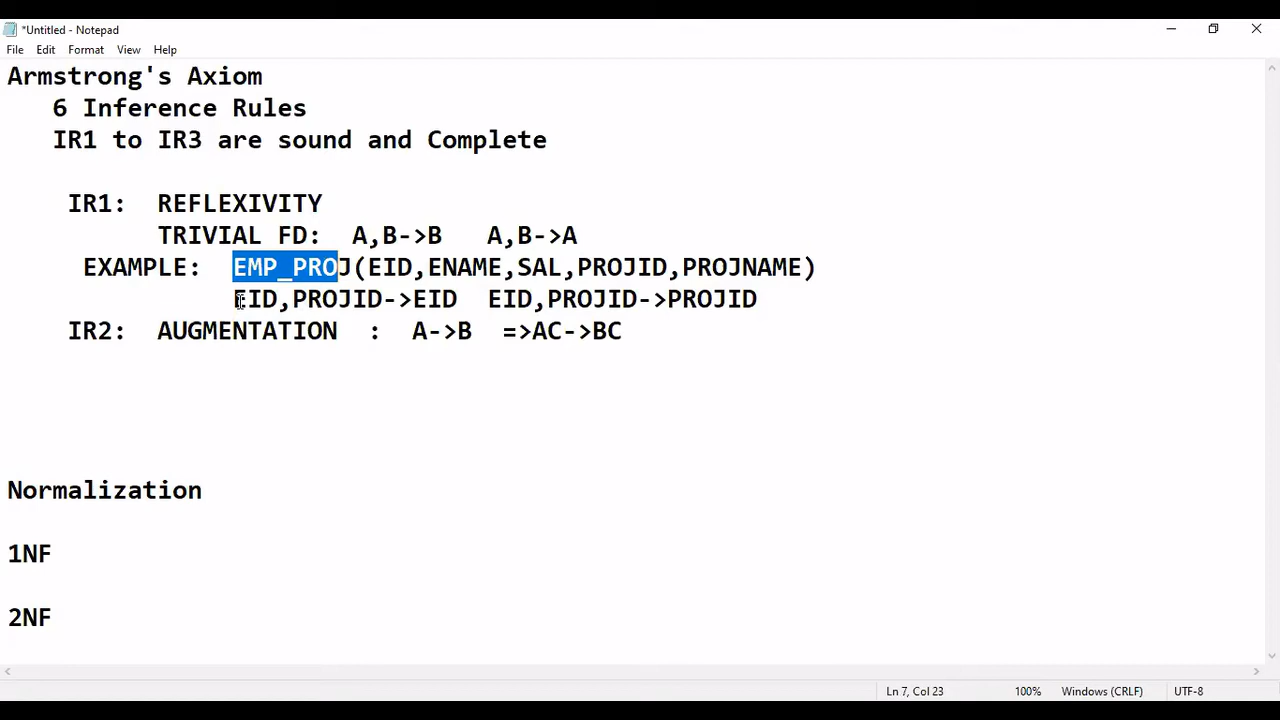 *Untitled - Notepad
File Edit Format View Help
Armstrong's Axiom
6 Inference Rules
IR1 to IR3 are sound and Complete
IR1: REFLEXIVITY
TRIVIAL FD: A,B->B A,B->A
EXAMPLE: EMP_PROJ(EID,ENAME,SAL,PROJID,PROJNAME)
EID,PROJID->EID EID,PROJID->PROJID
IR2: AUGMENTATION : A->B =>AC->BC
Normalization
1NF
2NF
Ln 7, Col 23 100% Windows (CRLF) UTF-8